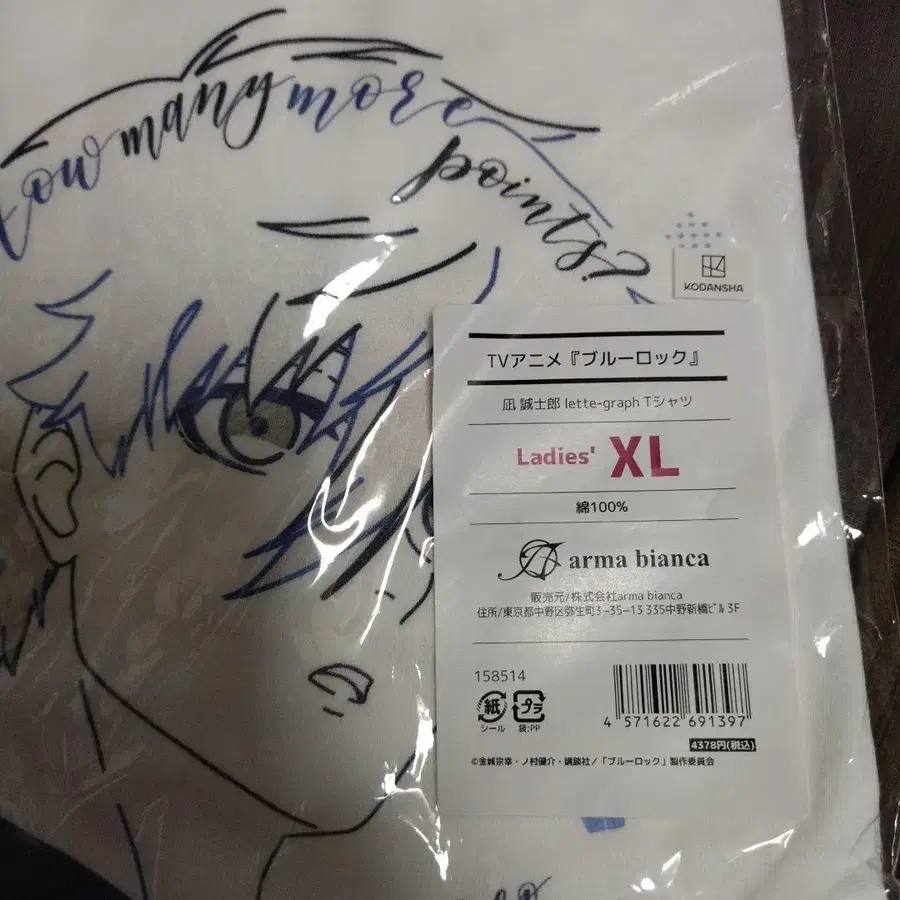 how many more
points?
KODANSHA
TVアニメ『ブルーロック』
凪 誠士郎 lette-graph Tシャツ
Ladies' XL
綿100%
arma bianca
販売元/株式会社arma bianca
住所/東京都中野区弥生町3-35-13 335中野新橋ビル 3F
158514
紙
シール
プラ
袋:PP
4 571622 691397
4378円(税込)
©金城宗幸・ノ村優介・講談社/「ブルーロック」製作委員会